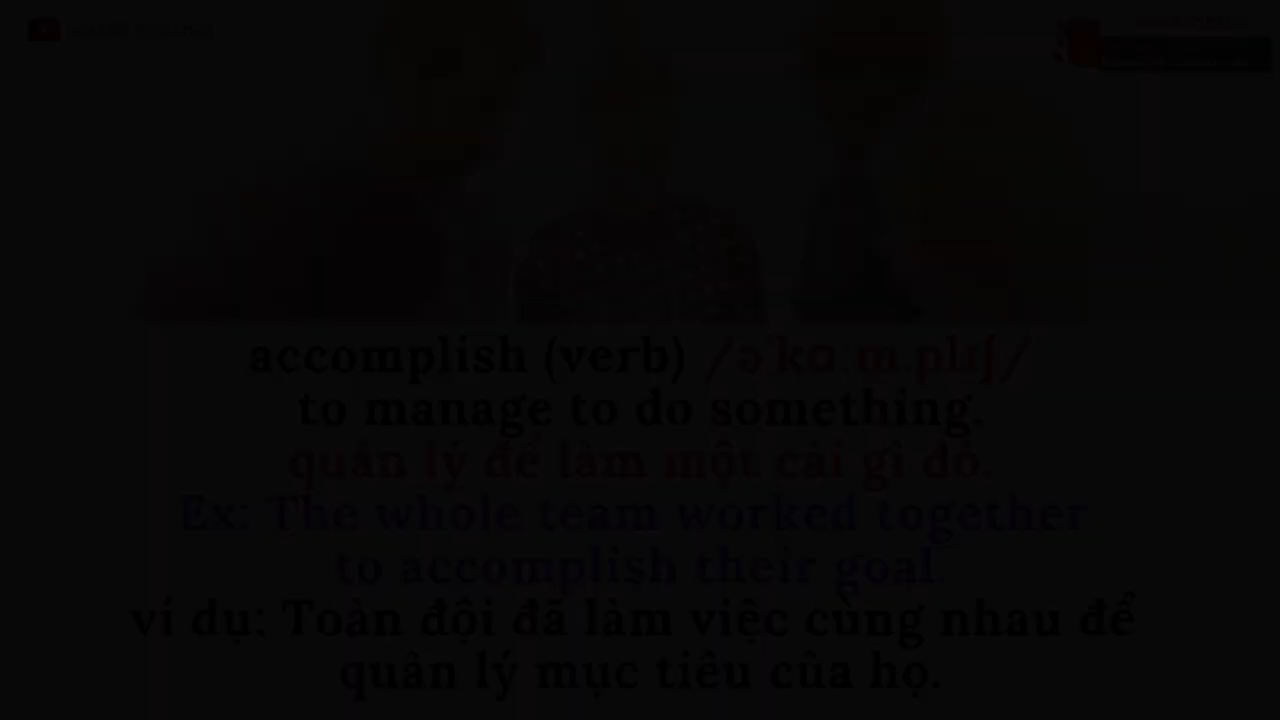 accomplish (verb) /əˈkɑːm.plɪʃ/
to manage to do something.
quản lý để làm một cái gì đó.
Ex: The whole team worked together
to accomplish their goal.
ví dụ: Toàn đội đã làm việc cùng nhau để
quản lý mục tiêu của họ.